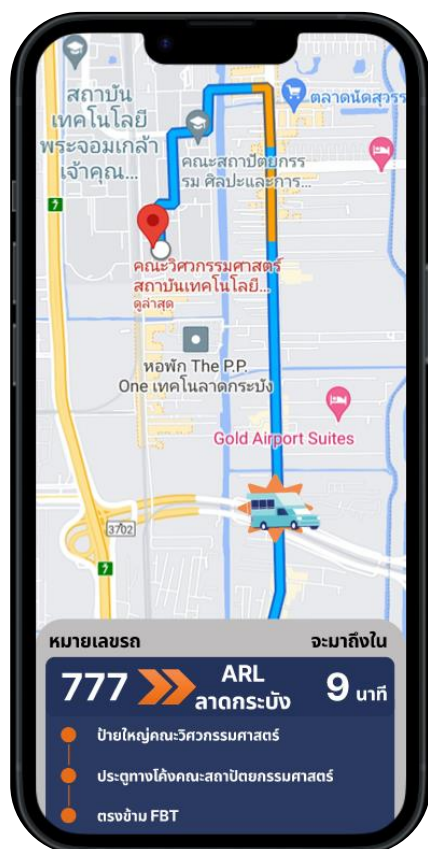 สถาบัน
เทคโนโลยี
พระจอมเกล้า
เจ้าคุณ...
ตลาดนัดสุวรร
คณะสถาปัตยกรร
รม ศิลปะและการ...
7
คณะวิศวกรรมศาสตร์
สถาบันเทคโนโลยี...
ดูล่าสุด
หอพัก The P.P.
One เทคโนลาดกระบัง
Gold Airport Suites
3702
7
หมายเลขรถ จะมาถึงใน
777 ARL ลาดกระบัง 9 นาที
ป้ายใหญ่คณะวิศวกรรมศาสตร์
ประตูทางโค้งคณะสถาปัตยกรรมศาสตร์
ตรงข้าม FBT